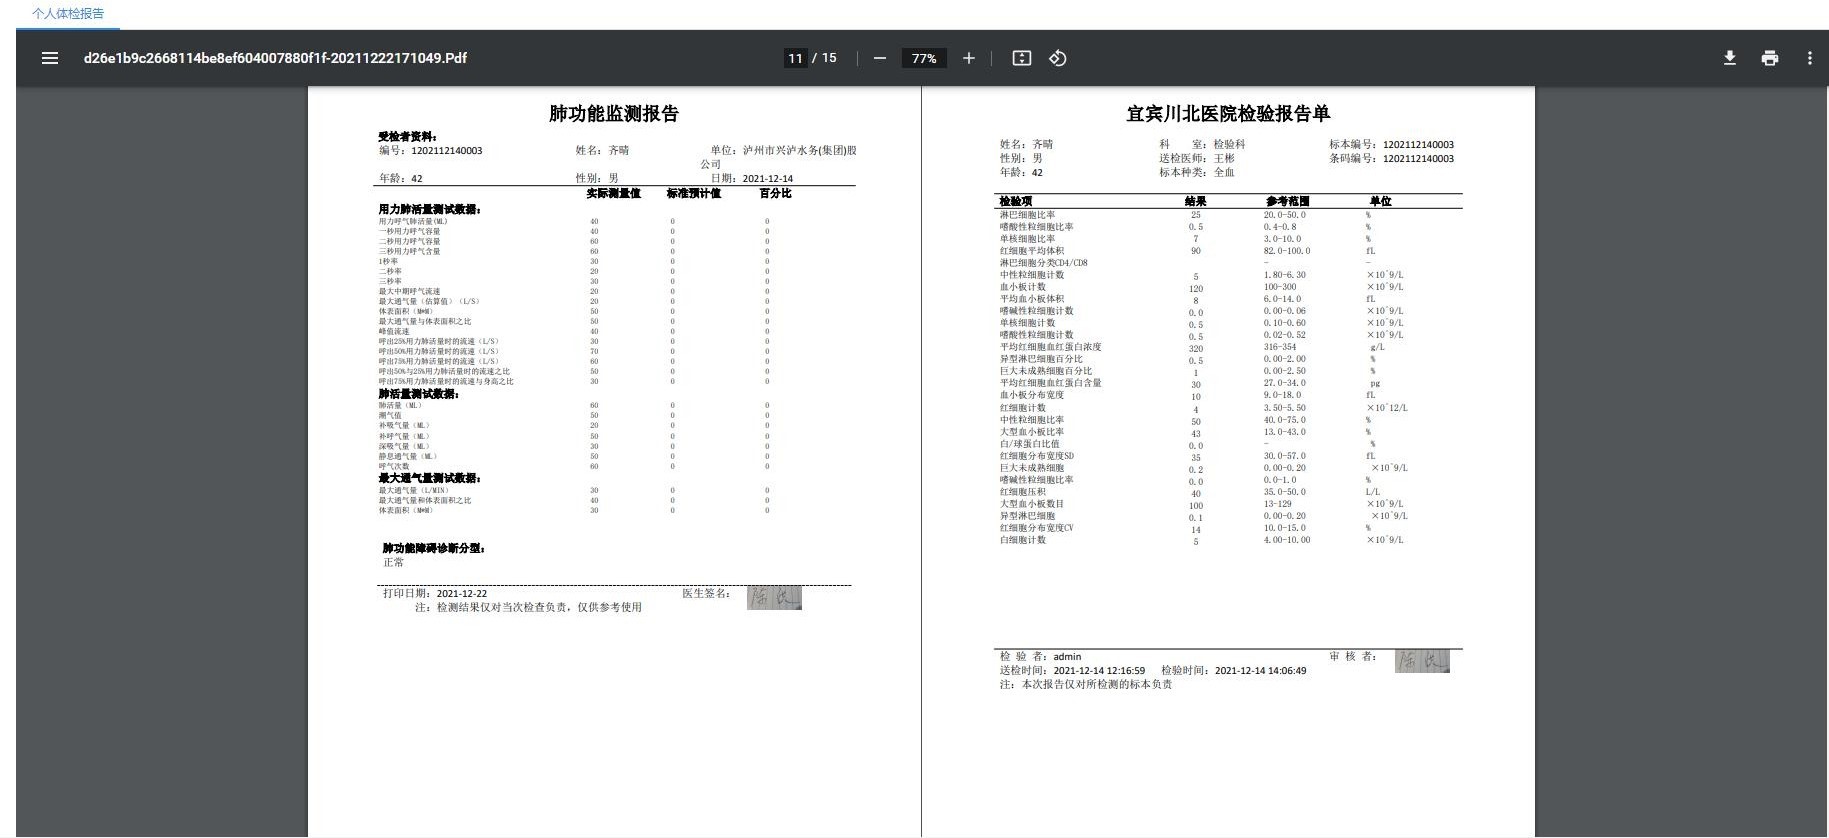 个人体检报告
d26e1b9c2668114be8ef604007880f1f-20211222171049.Pdf
11 / 15
77%
肺功能监测报告
受检者资料:
编号: 1202112140003 姓名: 齐晴 单位: 泸州市兴泸水务(集团)股
公司
年龄: 42 性别: 男 日期: 2021-12-14
实际测量值 标准预计值 百分比
用力肺活量测试数据:
用力呼气肺活量(ML) 40 0 0
一秒用力呼气容量 40 0 0
二秒用力呼气容量 60 0 0
三秒用力呼气含量 60 0 0
1秒率 30 0 0
二秒率 20 0 0
三秒率 30 0 0
最大中期呼气流速 20 0 0
最大通气量(估算值)(L/S) 20 0 0
体表面积(M*M) 50 0 0
最大通气量与体表面积之比 50 0 0
峰值流速 40 0 0
呼出25%用力肺活量时的流速(L/S) 30 0 0
呼出50%用力肺活量时的流速(L/S) 70 0 0
呼出75%用力肺活量时的流速(L/S) 60 0 0
呼出50%与25%用力肺活量时的流速之比 50 0 0
呼出75%用力肺活量时的流速与身高之比 30 0 0
肺活量测试数据:
肺活量(ML) 60 0 0
潮气值 50 0 0
补吸气量(ML) 20 0 0
补呼气量(ML) 50 0 0
深吸气量(ML) 30 0 0
静息通气量(ML) 50 0 0
呼气次数 60 0 0
最大通气量测试数据:
最大通气量(L/MIN) 30 0 0
最大通气量和体表面积之比 40 0 0
体表面积(M*M) 30 0 0
肺功能障碍诊断分型:
正常
打印日期: 2021-12-22 医生签名:
注: 检测结果仅对当次检查负责, 仅供参考使用
宜宾川北医院检验报告单
姓名: 齐晴 科 室: 检验科 标本编号: 1202112140003
性别: 男 送检医师: 王彬 条码编号: 1202112140003
年龄: 42 标本种类: 全血
检验项 结果 参考范围 单位
淋巴细胞比率 25 20.0-50.0 %
嗜酸性粒细胞比率 0.5 0.4-0.8 %
单核细胞比率 7 3.0-10.0 %
红细胞平均体积 90 82.0-100.0 fL
淋巴细胞分类CD4/CD8 - -
中性粒细胞计数 5 1.80-6.30 ×10^9/L
血小板计数 120 100-300 ×10^9/L
平均血小板体积 8 6.0-14.0 fL
嗜碱性粒细胞计数 0.0 0.00-0.06 ×10^9/L
单核细胞计数 0.5 0.10-0.60 ×10^9/L
嗜酸性粒细胞计数 0.5 0.02-0.52 ×10^9/L
平均红细胞血红蛋白浓度 320 316-354 g/L
异型淋巴细胞百分比 0.5 0.00-2.00 %
巨大未成熟细胞百分比 1 0.00-2.50 %
平均红细胞血红蛋白含量 30 27.0-34.0 pg
血小板分布宽度 10 9.0-18.0 fL
红细胞计数 4 3.50-5.50 ×10^12/L
中性粒细胞比率 50 40.0-75.0 %
大型血小板比率 43 13.0-43.0 %
白/球蛋白比值 0.0 - %
红细胞分布宽度SD 35 30.0-57.0 fL
巨大未成熟细胞 0.2 0.00-0.20 ×10^9/L
嗜碱性粒细胞比率 0.0 0.0-1.0 %
红细胞压积 40 35.0-50.0 L/L
大型血小板数目 100 13-129 ×10^9/L
异型淋巴细胞 0.1 0.00-0.20 ×10^9/L
红细胞分布宽度CV 14 10.0-15.0 %
白细胞计数 5 4.00-10.00 ×10^9/L
检 验 者: admin 审 核 者:
送检时间: 2021-12-14 12:16:59 检验时间: 2021-12-14 14:06:49
注: 本次报告仅对所检测的标本负责